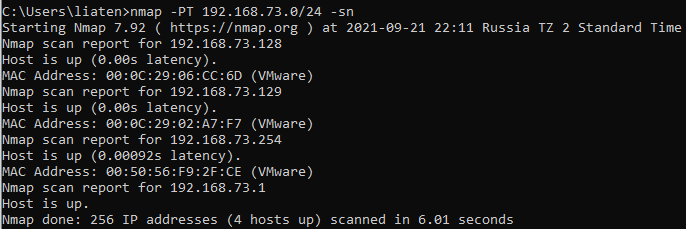 C:\Users\liaten>nmap -PT 192.168.73.0/24 -sn
Starting Nmap 7.92 ( https://nmap.org ) at 2021-09-21 22:11 Russia TZ 2 Standard Time
Nmap scan report for 192.168.73.128
Host is up (0.00s latency).
MAC Address: 00:0C:29:06:CC:6D (VMware)
Nmap scan report for 192.168.73.129
Host is up (0.00s latency).
MAC Address: 00:0C:29:02:A7:F7 (VMware)
Nmap scan report for 192.168.73.254
Host is up (0.00092s latency).
MAC Address: 00:50:56:F9:2F:CE (VMware)
Nmap scan report for 192.168.73.1
Host is up.
Nmap done: 256 IP addresses (4 hosts up) scanned in 6.01 seconds